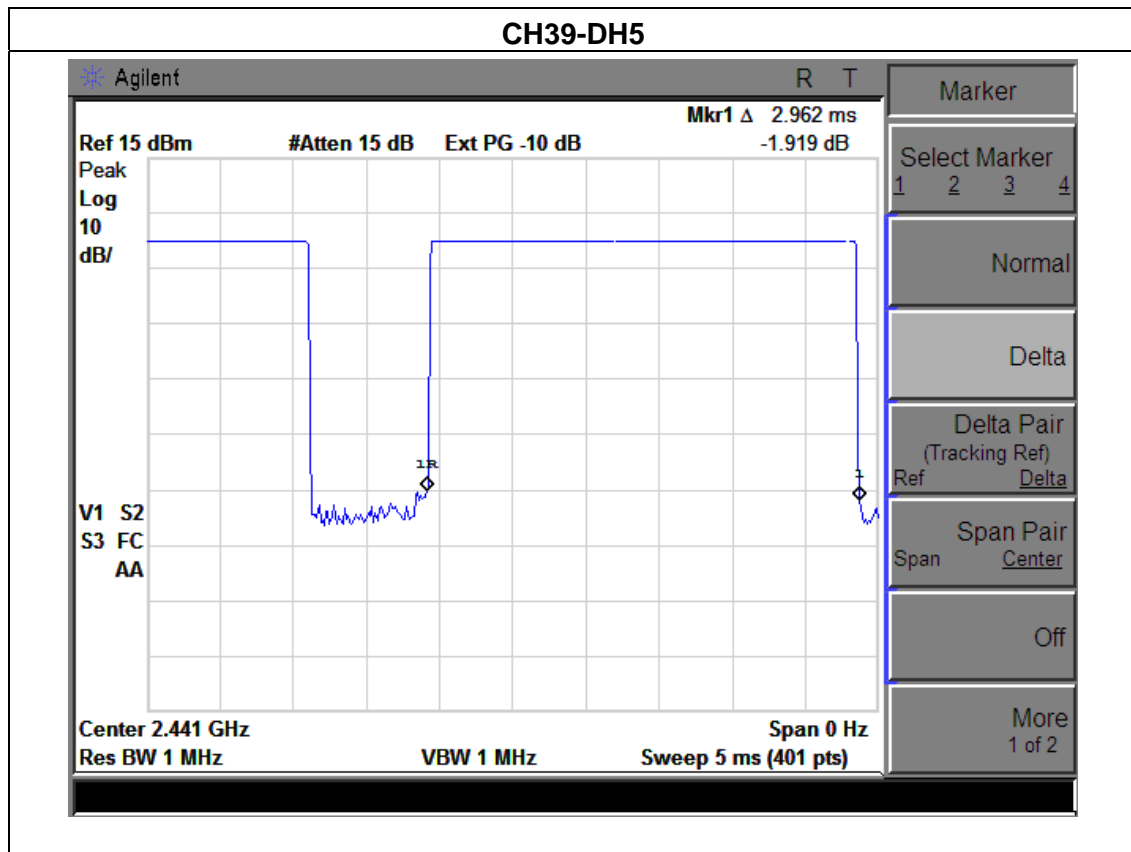 CH39-DH5
Agilent R T
Mkr1 Δ 2.962 ms
Ref 15 dBm #Atten 15 dB Ext PG -10 dB -1.919 dB
Peak
Log
10
dB/
1R
1
V1 S2
S3 FC
AA
Center 2.441 GHz Span 0 Hz
Res BW 1 MHz VBW 1 MHz Sweep 5 ms (401 pts)
Marker
Select Marker
1 2 3 4
Normal
Delta
Delta Pair
(Tracking Ref)
Ref Delta
Span Pair
Span Center
Off
More
1 of 2